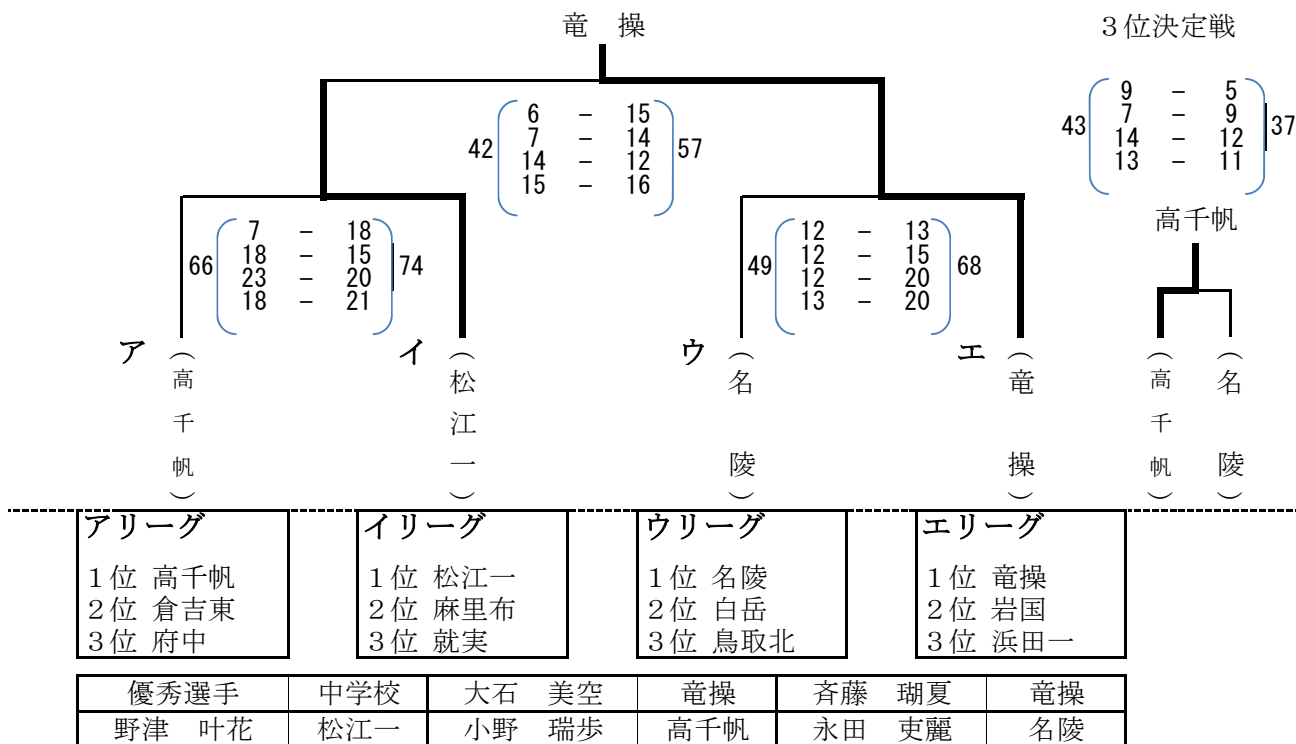 竜 操
3位決定戦
6 － 15
7 － 14
14 － 12
15 － 16
42
57
9 － 5
7 － 9
14 － 12
13 － 11
43
37
高千帆
7 － 18
18 － 15
23 － 20
18 － 21
66
74
12 － 13
12 － 15
12 － 20
13 － 20
49
68
ア
(高千帆)
イ
(松江一)
ウ
(名陵)
エ
(竜操)
(高千帆)
(名陵)
アリーグ
1位 高千帆
2位 倉吉東
3位 府中
イリーグ
1位 松江一
2位 麻里布
3位 就実
ウリーグ
1位 名陵
2位 白岳
3位 鳥取北
エリーグ
1位 竜操
2位 岩国
3位 浜田一
優秀選手 中学校 大石 美空 竜操 斉藤 瑚夏 竜操
野津 叶花 松江一 小野 瑞歩 高千帆 永田 吏麗 名陵